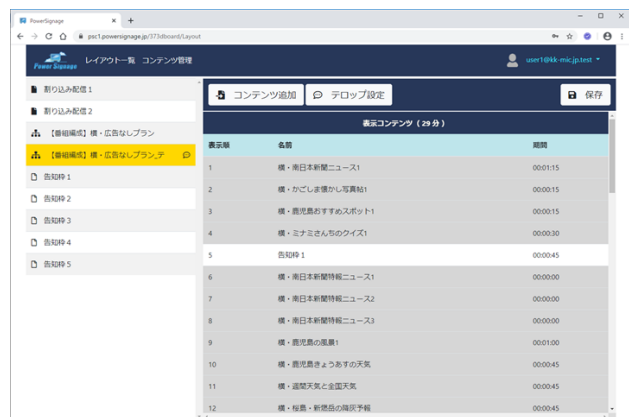 PowerSignage
psc1.powersignage.jp/373dboard/Layout
Power Signage レイアウト一覧 コンテンツ管理 user1@kk-mic.jp.test
割り込み配信1
割り込み配信2
【番組編成】横・広告なしプラン
【番組編成】横・広告なしプラン_テ
告知枠1
告知枠2
告知枠3
告知枠4
告知枠5
コンテンツ追加 テロップ設定 保存
表示コンテンツ(29分)
表示順 名前 期間
1 横・南日本新聞ニュース1 00:01:15
2 横・かごしま懐かし写真帖1 00:00:15
3 横・鹿児島おすすめスポット1 00:00:15
4 横・ミナミさんちのクイズ1 00:00:30
5 告知枠1 00:00:45
6 横・南日本新聞特報ニュース1 00:00:00
7 横・南日本新聞特報ニュース2 00:00:00
8 横・南日本新聞特報ニュース3 00:00:00
9 横・鹿児島の風景1 00:01:00
10 横・鹿児島きょうあすの天気 00:00:45
11 横・週間天気と全国天気 00:00:45
12 横・桜島・新燃岳の降灰予報 00:00:45